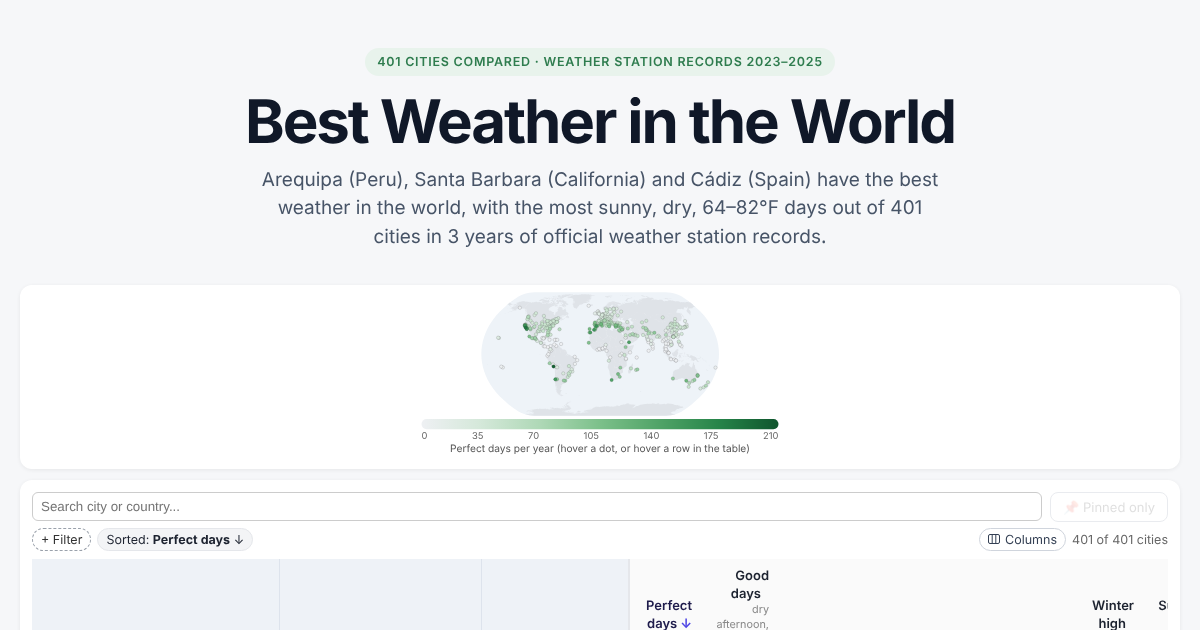 401 CITIES COMPARED · WEATHER STATION RECORDS 2023–2025
Best Weather in the World
Arequipa (Peru), Santa Barbara (California) and Cádiz (Spain) have the best
weather in the world, with the most sunny, dry, 64–82°F days out of 401
cities in 3 years of official weather station records.
0 35 70 105 140 175 210
Perfect days per year (hover a dot, or hover a row in the table)
Search city or country...
📌 Pinned only
+ Filter
Sorted: Perfect days ↓
Columns
401 of 401 cities
Perfect
days ↓
Good
days
dry
afternoon,
Winter
high